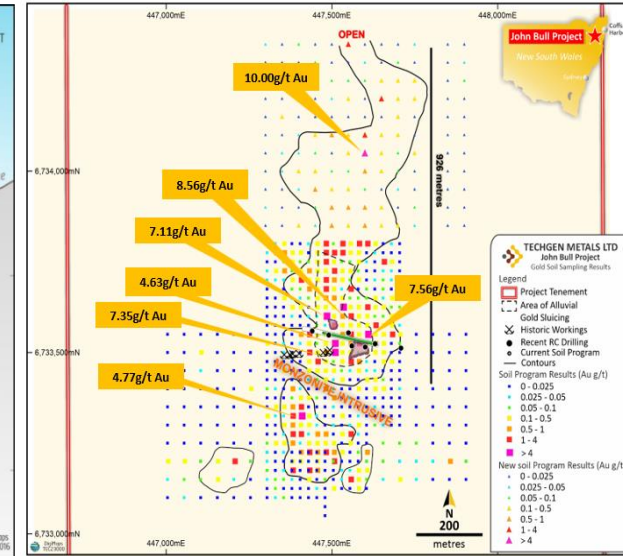 447,000mE
447,500mE
448,000mE
OPEN
10.00g/t Au
8.56g/t Au
7.11g/t Au
4.63g/t Au
7.35g/t Au
4.77g/t Au
7.56g/t Au
6,734,000mN
6,733,500mN
6,733,000mN
926 metres
MONZONITE INTRUSIVE
John Bull Project
New South Wales
Coffs
Harbo
TECHGEN METALS LTD
John Bull Project
Gold Soil Sampling Results
Legend
Project Tenement
Area of Alluvial
Gold Sluicing
Historic Workings
Recent RC Drilling
Current Soil Program
Contours
Soil Program Results (Au g/t)
0 - 0.025
0.025 - 0.05
0.05 - 0.1
0.1 - 0.5
0.5 - 1
1 - 4
> 4
New soil Program Results (Au g/t)
0 - 0.025
0.025 - 0.05
0.05 - 0.1
0.1 - 0.5
0.5 - 1
1 - 4
> 4
N
200
metres
447,000mE
447,500mE
448,000mE